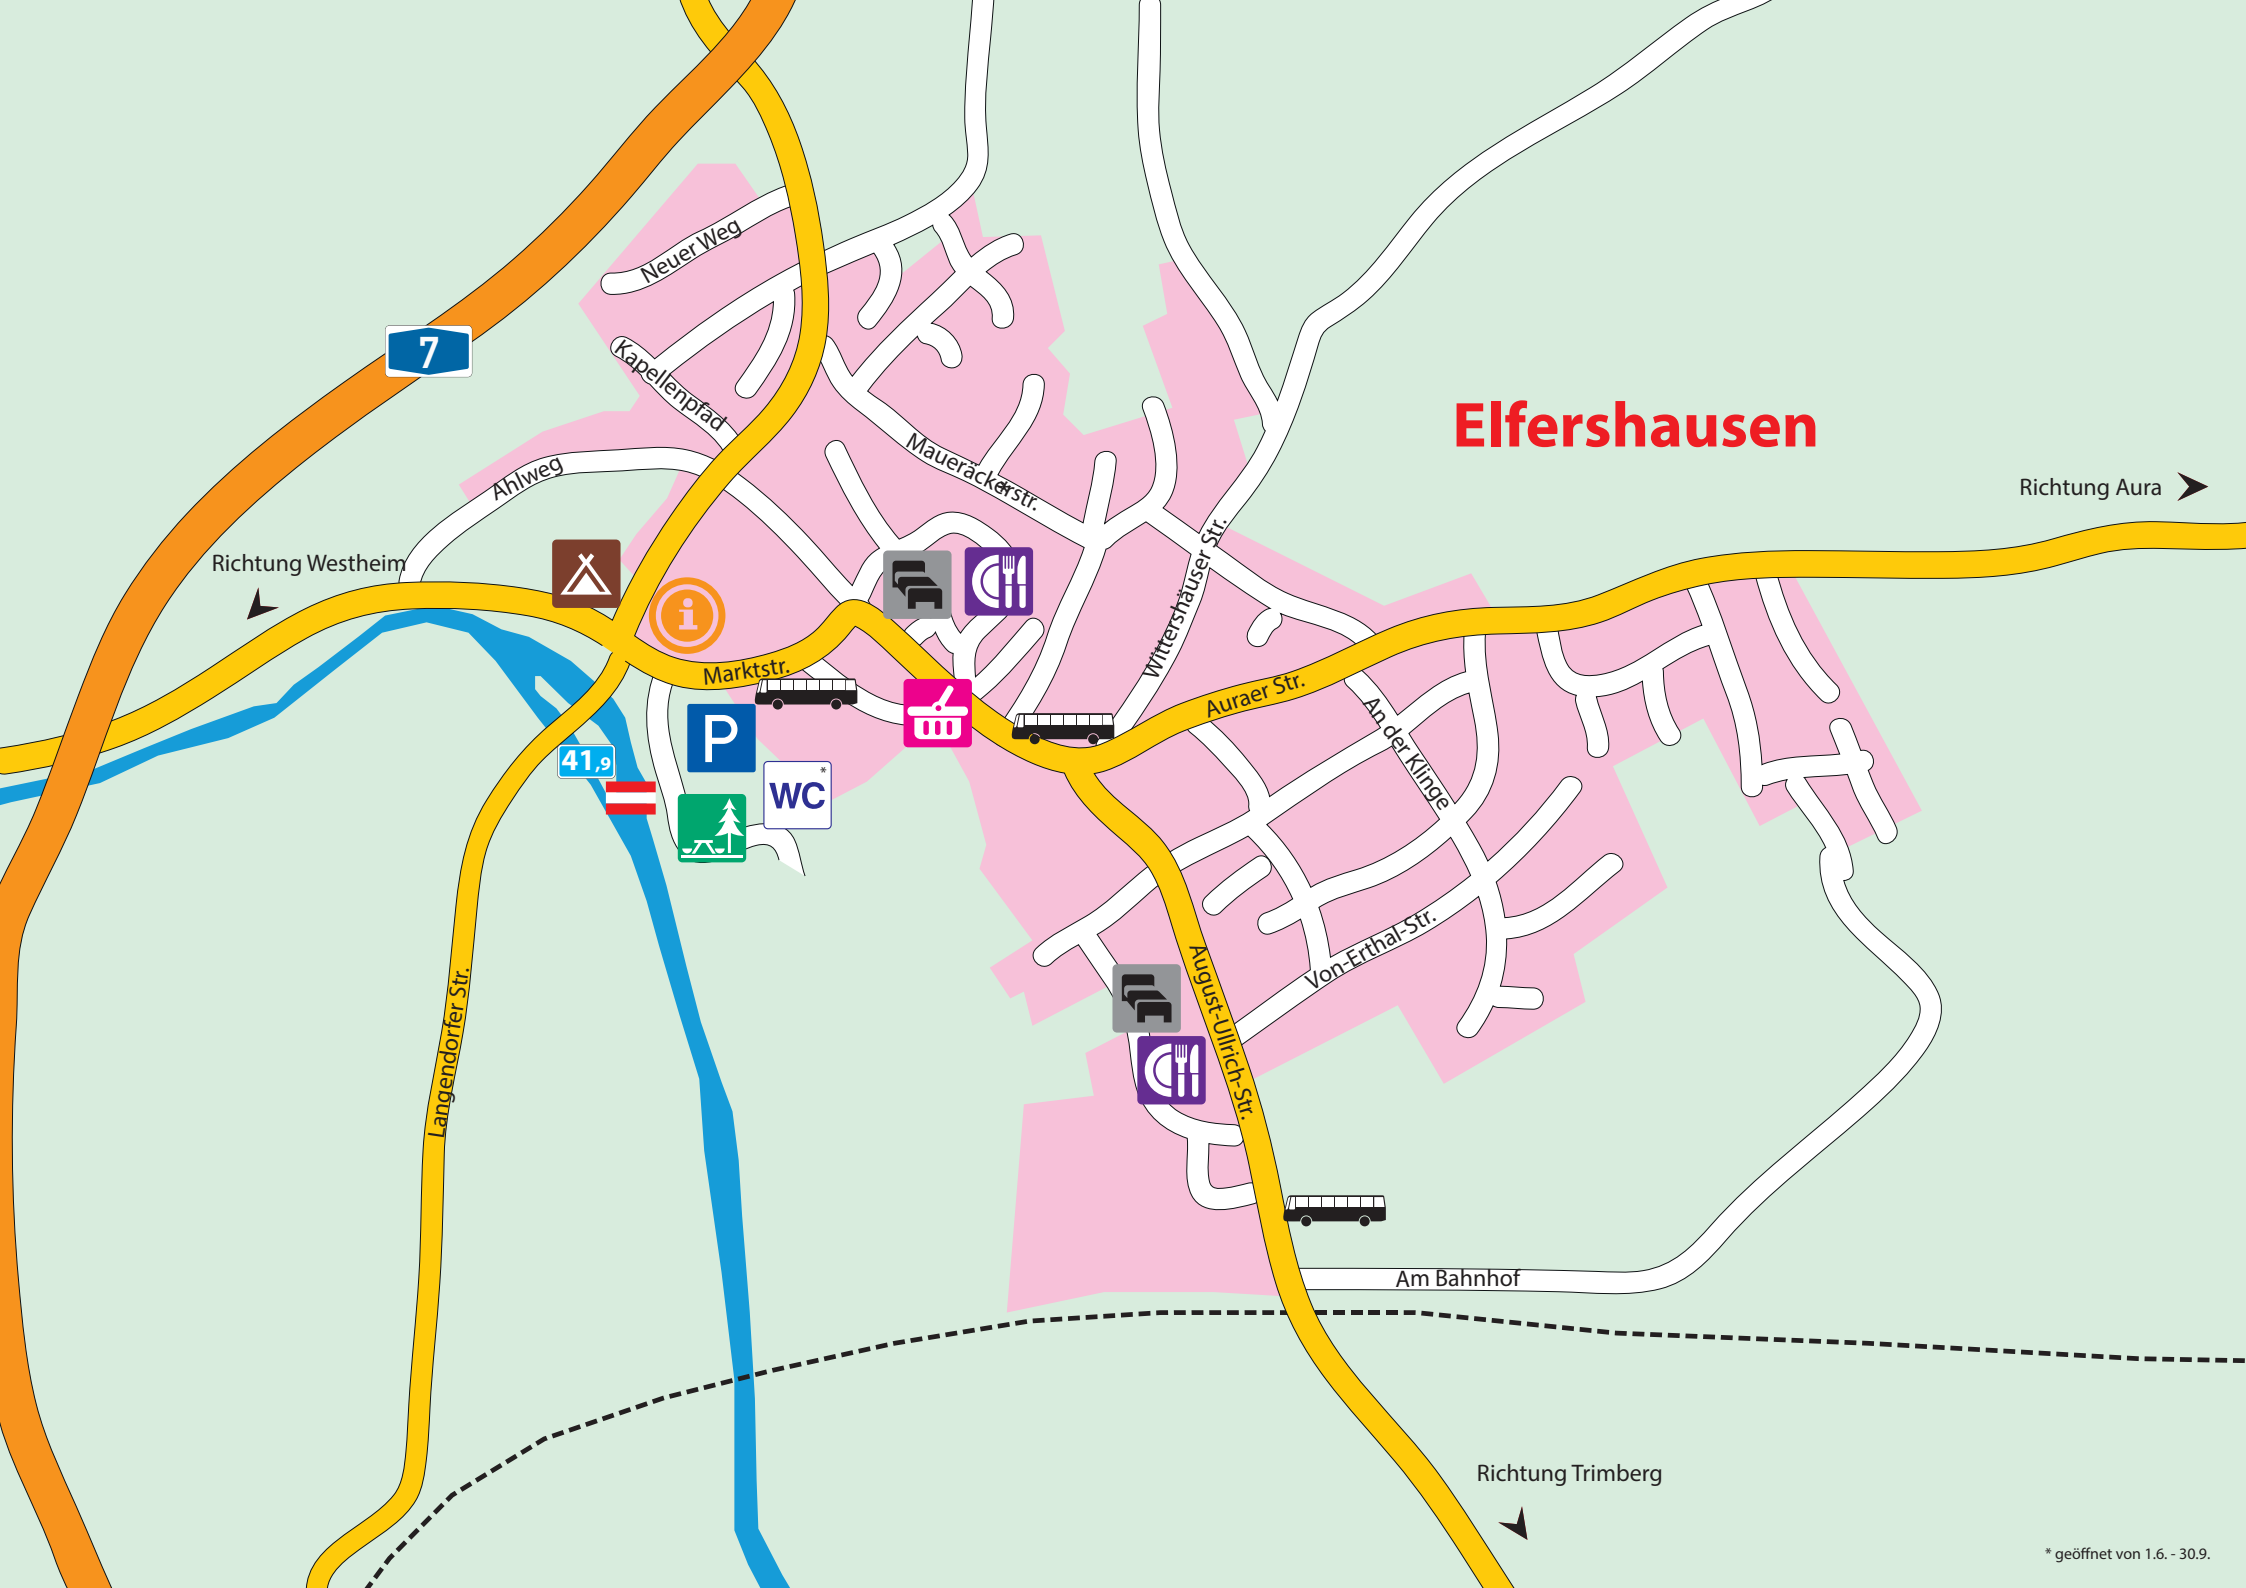 Neuer Weg
7
Kapellenpfad
Elfershausen
Maueräckerstr.
Ahlweg
Richtung Aura
Richtung Westheim
i
Wittershäuser Str.
Marktstr.
Auraer Str.
P
An der Klinge
41,9
WC*
Von-Erthal-Str.
August-Ullrich-Str.
Langendorfer Str.
Am Bahnhof
Richtung Trimberg
* geöffnet von 1.6. - 30.9.